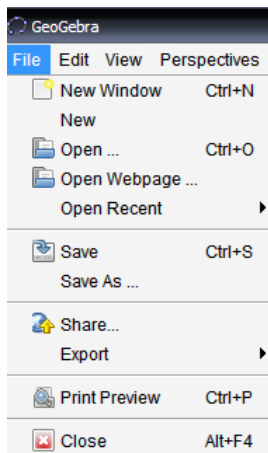 GeoGebra
File Edit View Perspectives
New Window Ctrl+N
New
Open ... Ctrl+O
Open Webpage ...
Open Recent
Save Ctrl+S
Save As ...
Share...
Export
Print Preview Ctrl+P
Close Alt+F4